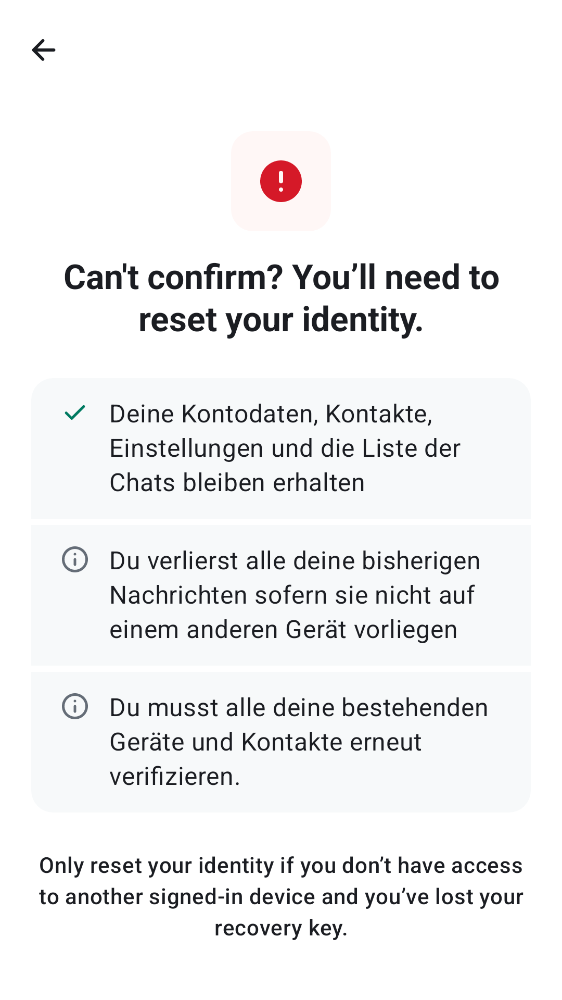 Can't confirm? You’ll need to
reset your identity.
Deine Kontodaten, Kontakte,
Einstellungen und die Liste der
Chats bleiben erhalten
Du verlierst alle deine bisherigen
Nachrichten sofern sie nicht auf
einem anderen Gerät vorliegen
Du musst alle deine bestehenden
Geräte und Kontakte erneut
verifizieren.
Only reset your identity if you don’t have access
to another signed-in device and you’ve lost your
recovery key.